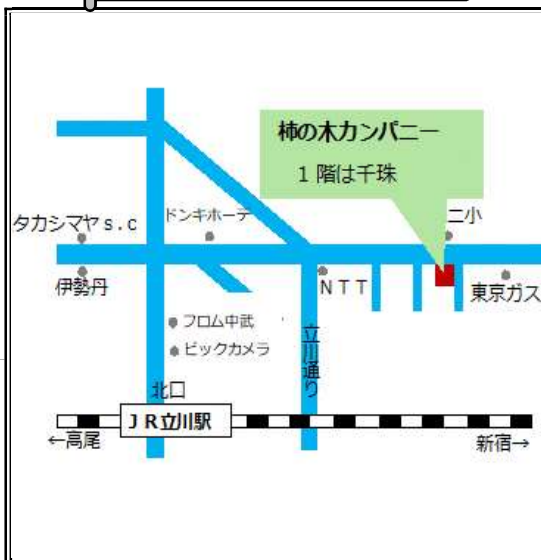 柿の木カンパニー
1 階は千珠
タカシマヤs.c
ドンキホーテ
二小
伊勢丹
NTT
東京ガス
フロム中武
ビックカメラ
立川通り
北口
JR立川駅
←高尾
新宿→